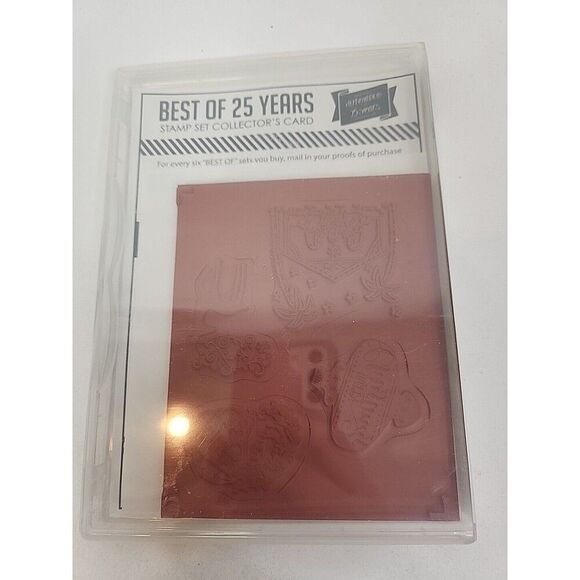 BEST OF 25 YEARS
STAMP SET COLLECTOR'S CARD
For every six "BEST OF" sets you buy, mail in your proofs of purchase